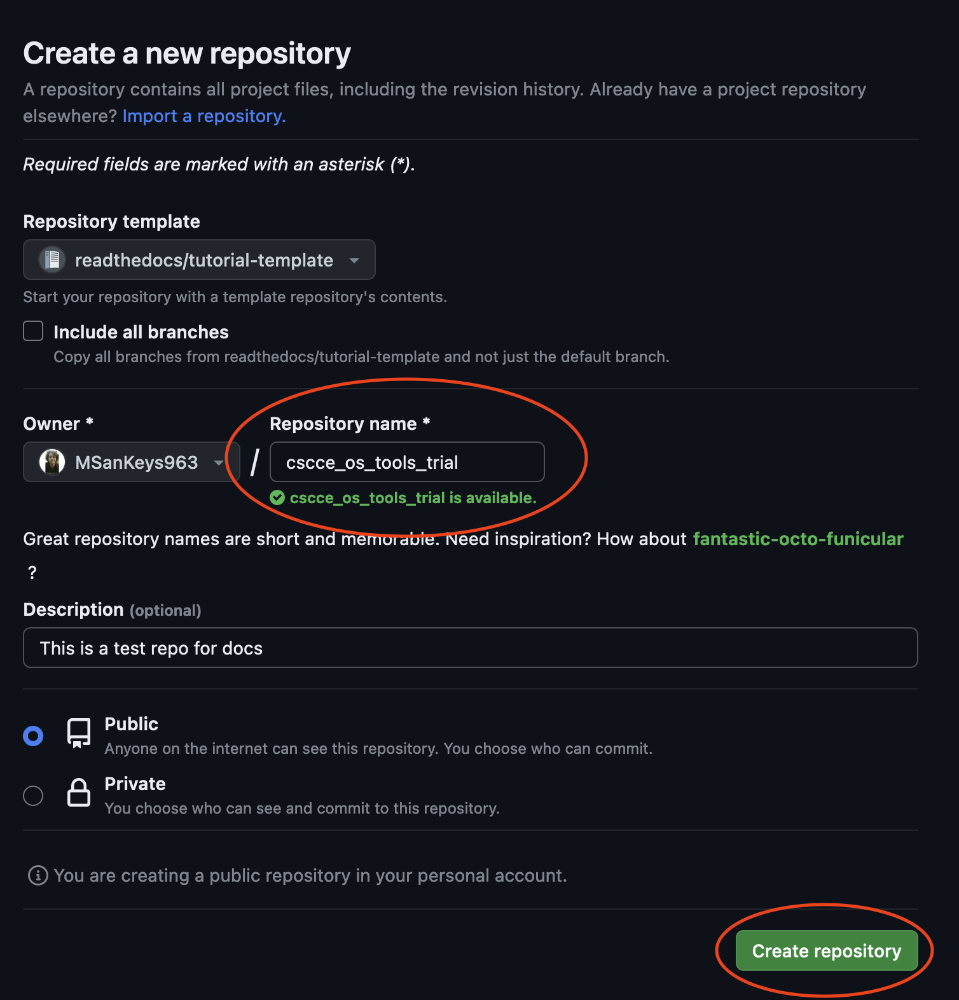 Create a new repository
A repository contains all project files, including the revision history. Already have a project repository
elsewhere? Import a repository.
Required fields are marked with an asterisk (*).
Repository template
readthedocs/tutorial-template
Start your repository with a template repository's contents.
Include all branches
Copy all branches from readthedocs/tutorial-template and not just the default branch.
Owner * Repository name *
MSanKeys963 / cscce_os_tools_trial
cscce_os_tools_trial is available.
Great repository names are short and memorable. Need inspiration? How about fantastic-octo-funicular
?
Description (optional)
This is a test repo for docs
Public
Anyone on the internet can see this repository. You choose who can commit.
Private
You choose who can see and commit to this repository.
You are creating a public repository in your personal account.
Create repository